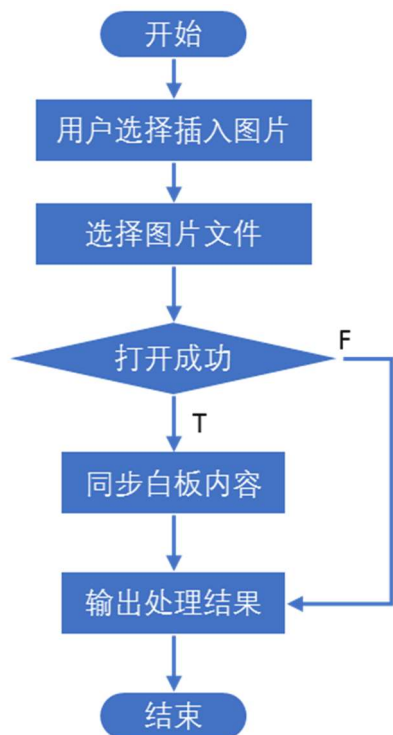 开始
用户选择插入图片
选择图片文件
打开成功
F
T
同步白板内容
输出处理结果
结束